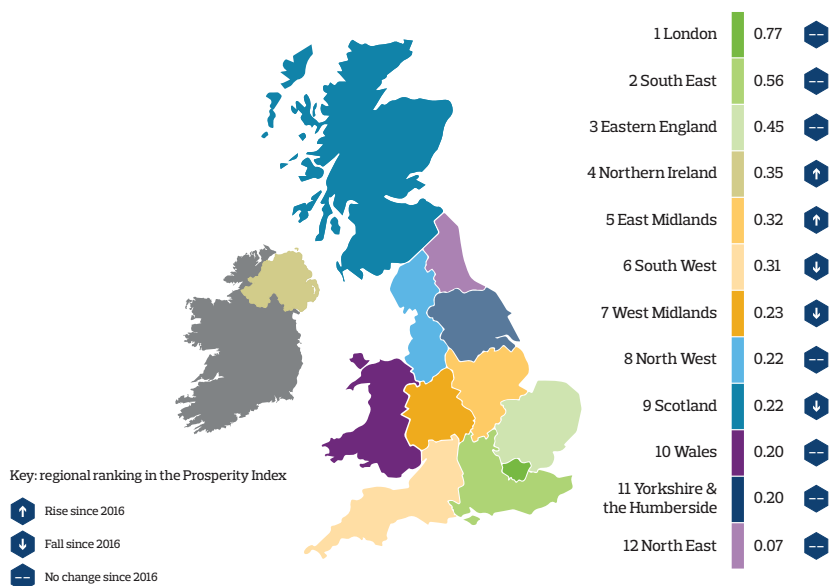 1 London 0.77 --
2 South East 0.56 --
3 Eastern England 0.45 --
4 Northern Ireland 0.35 ↑
5 East Midlands 0.32 ↑
6 South West 0.31 ↓
7 West Midlands 0.23 ↓
8 North West 0.22 --
9 Scotland 0.22 ↓
10 Wales 0.20 --
11 Yorkshire &
the Humberside 0.20 --
12 North East 0.07 --
Key: regional ranking in the Prosperity Index
↑ Rise since 2016
↓ Fall since 2016
-- No change since 2016